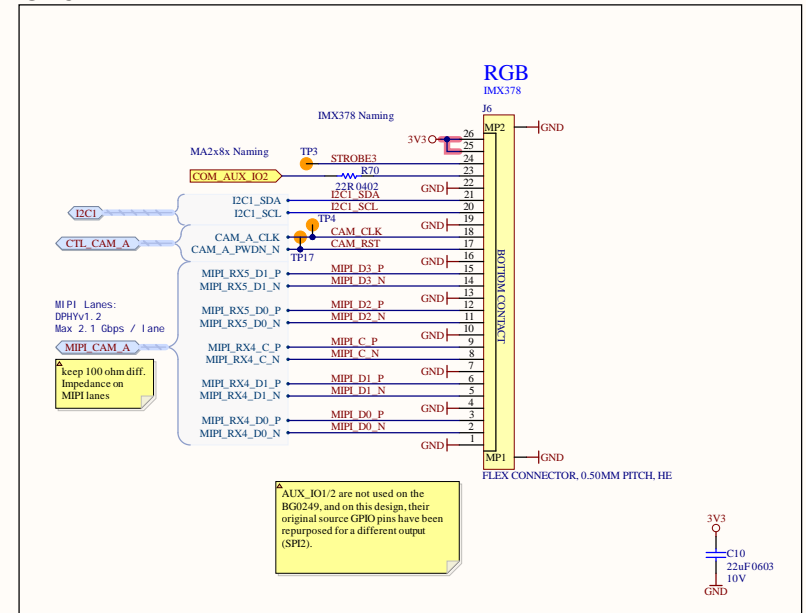 RGB
IMX378
J6
IMX378 Naming
MP2
GND
26
3V3
25
MA2x8x Naming
TP3
STROBE3
24
COM_AUX_IO2
R70
23
22R 0402
GND
22
I2C1_SDA
I2C1_SDA
21
I2C1
I2C1_SCL
I2C1_SCL
20
TP4
GND
19
CTL_CAM_A
CAM_A_CLK
CAM_CLK
18
CAM_A_PWDN_N
CAM_RST
17
TP17
GND
16
BOTTOM CONTACT
MIPI_RX5_D1_P
MIPI_D3_P
15
MIPI_RX5_D1_N
MIPI_D3_N
14
GND
13
MIPI Lanes:
DPHYv1.2
Max 2.1 Gbps / lane
MIPI_RX5_D0_P
MIPI_D2_P
12
MIPI_RX5_D0_N
MIPI_D2_N
11
GND
10
MIPI_CAM_A
MIPI_RX4_C_P
MIPI_C_P
9
MIPI_RX4_C_N
MIPI_C_N
8
GND
7
keep 100 ohm diff.
Impedance on
MIPI lanes
MIPI_RX4_D1_P
MIPI_D1_P
6
MIPI_RX4_D1_N
MIPI_D1_N
5
GND
4
MIPI_RX4_D0_P
MIPI_D0_P
3
MIPI_RX4_D0_N
MIPI_D0_N
2
GND
1
MP1
GND
FLEX CONNECTOR, 0.50MM PITCH, HE
AUX_IO1/2 are not used on the
BG0249, and on this design, their
original source GPIO pins have been
repurposed for a different output
(SPI2).
3V3
C10
22uF 0603
10V
GND